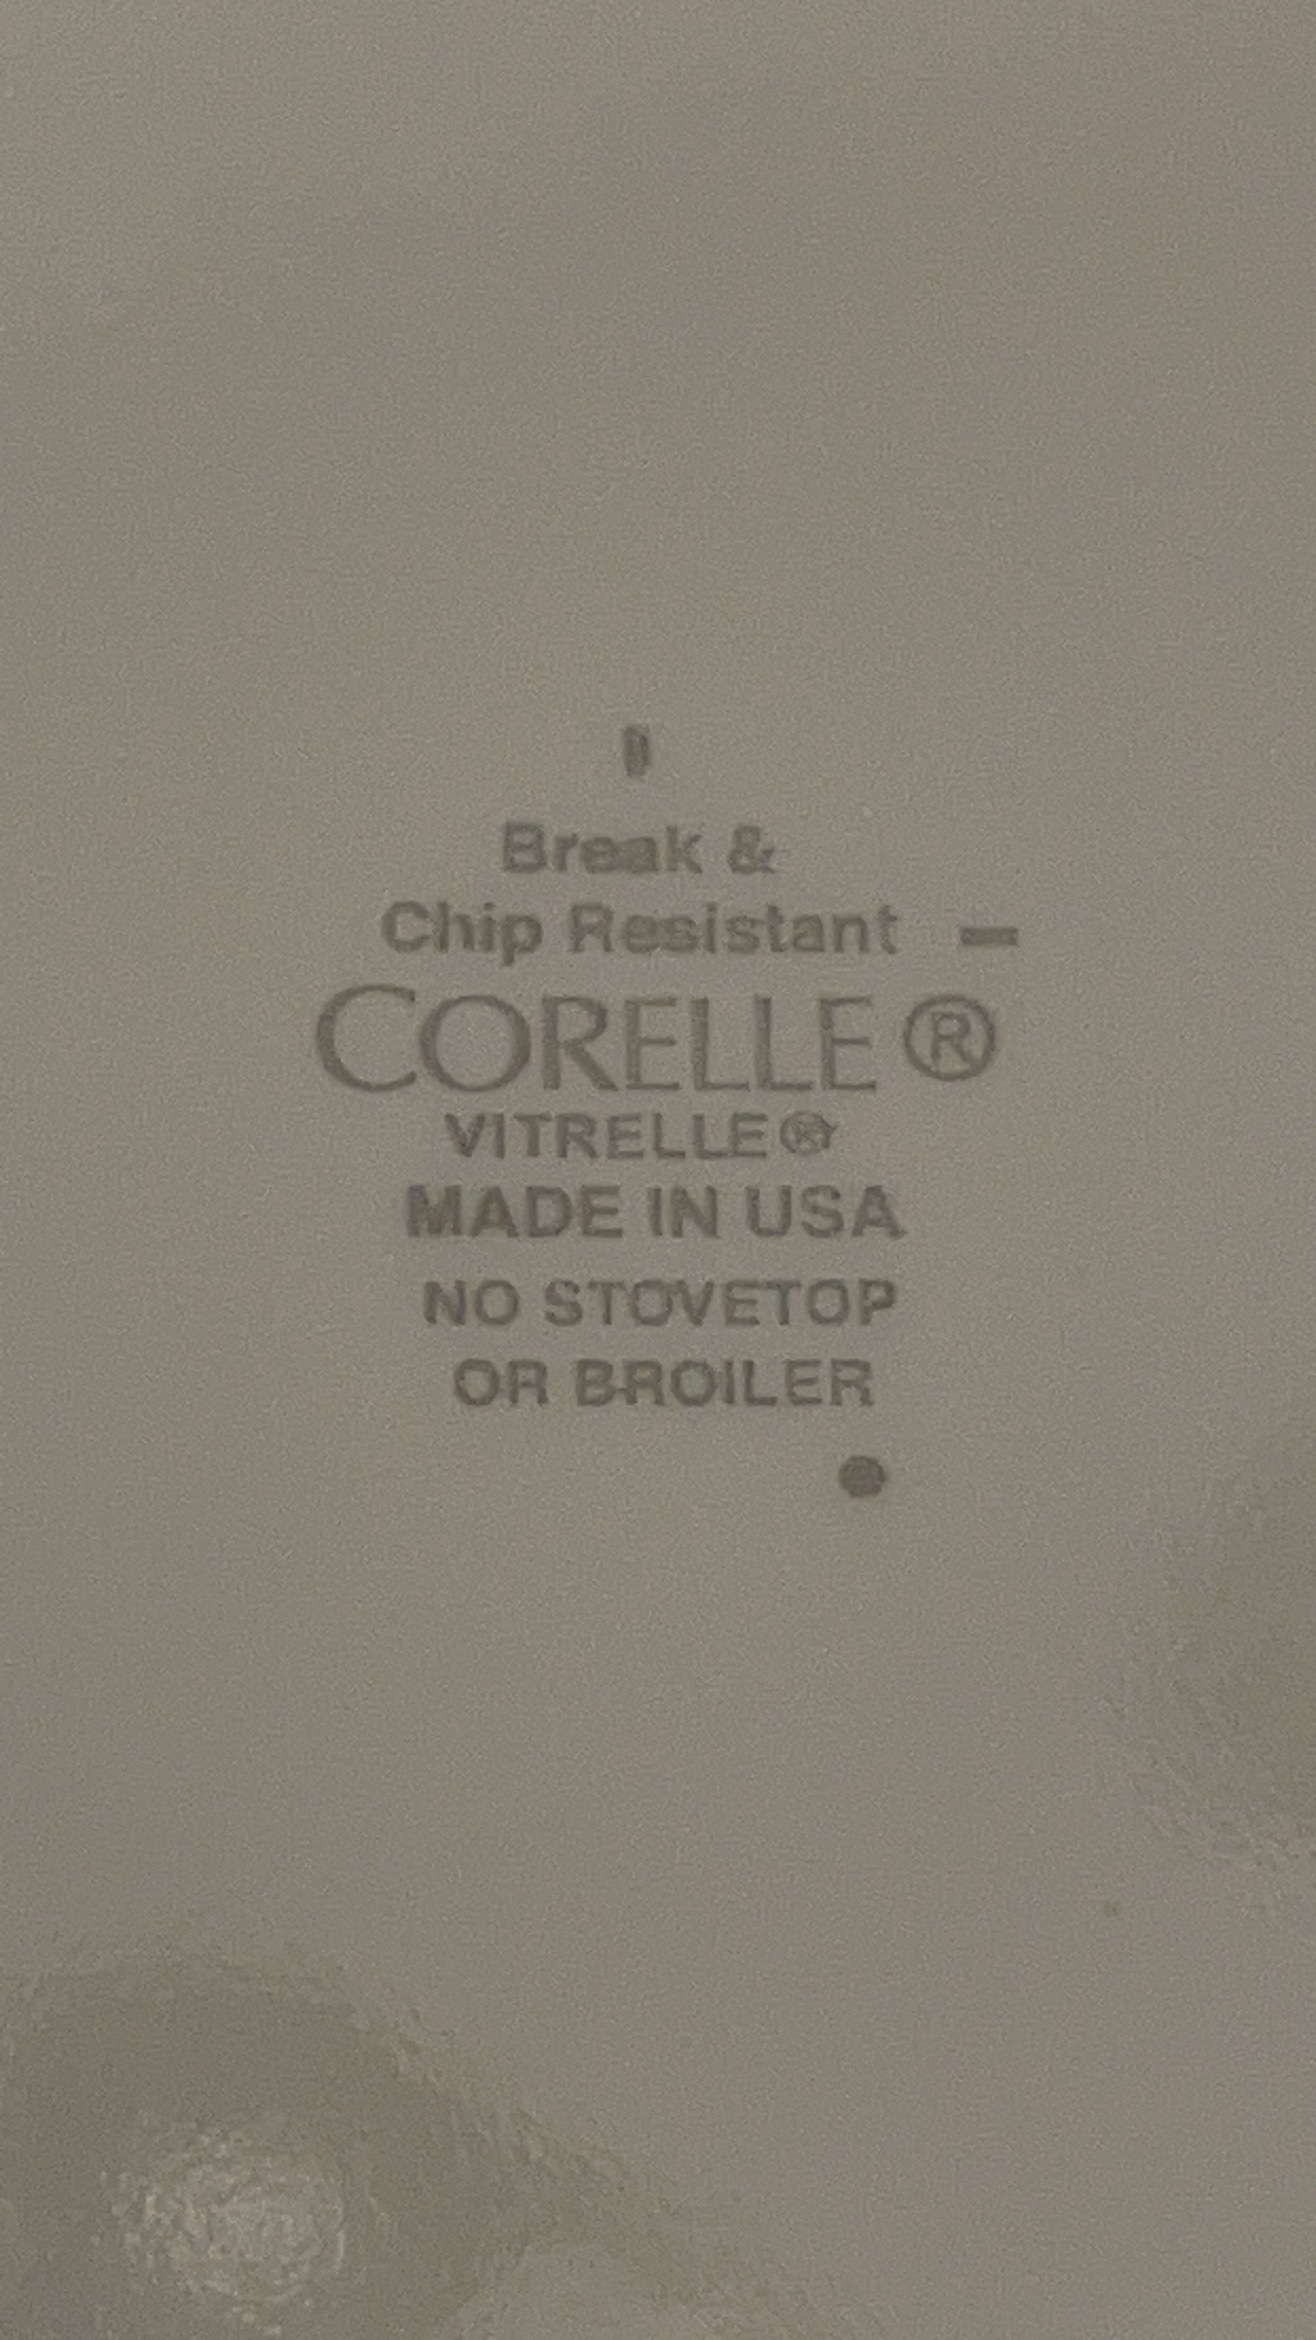 Break &
Chip Resistant
CORELLE®
VITRELLE®
MADE IN USA
NO STOVETOP
OR BROILER